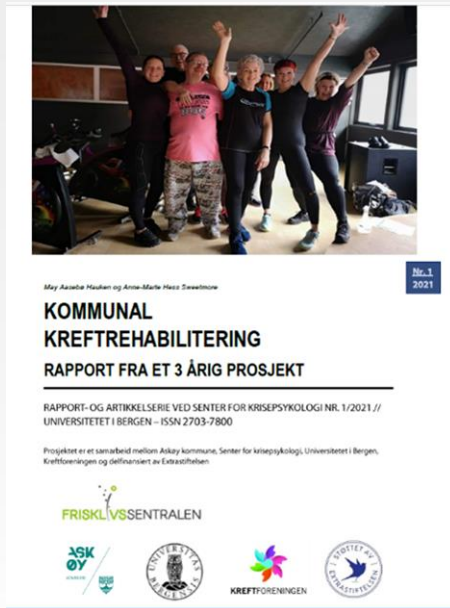 Nr. 1
2021
May Aasebø Hauken og Anne-Marte Hess Sweetmore
KOMMUNAL
KREFTREHABILITERING
RAPPORT FRA ET 3 ÅRIG PROSJEKT
RAPPORT- OG ARTIKKELSERIE VED SENTER FOR KRISEPSYKOLOGI NR. 1/2021 //
UNIVERSITETET I BERGEN – ISSN 2703-7800
Prosjektet er et samarbeid mellom Askøy kommune, Senter for krisepsykologi, Universitetet i Bergen,
Kreftforeningen og delfinansiert av Extrastiftelsen
FRISKLIVSSENTRALEN
ASK
ØY
UNIVERSITAS
BERGENSIS
KREFTFORENINGEN
STØTTET AV
EXTRASTIFTELSEN